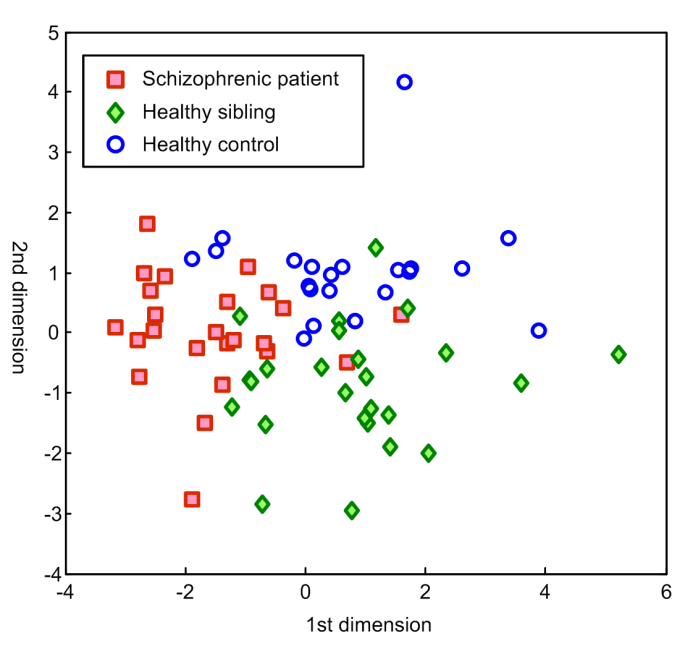 5
4
3
2
1
0
-1
-2
-3
-4
Schizophrenic patient
Healthy sibling
Healthy control
2nd dimension
-4 -2 0 2 4 6
1st dimension